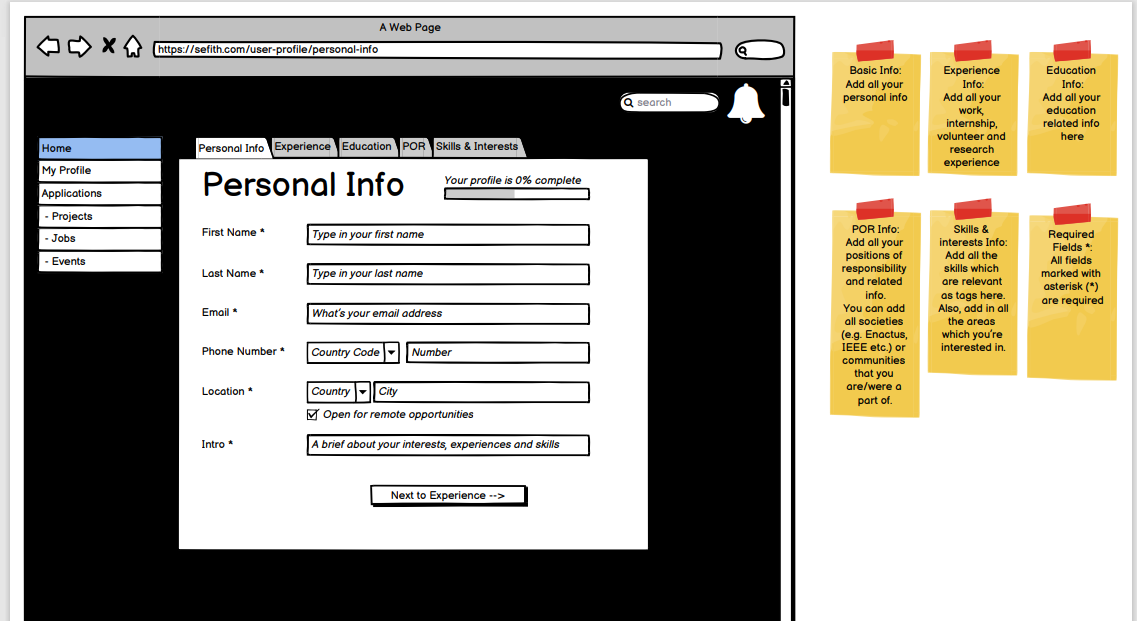 A Web Page
https://sefith.com/user-profile/personal-info
search
Home
My Profile
Applications
- Projects
- Jobs
- Events
Personal Info
Experience
Education
POR
Skills & Interests
Personal Info
Your profile is 0% complete
First Name *
Type in your first name
Last Name *
Type in your last name
Email *
What's your email address
Phone Number *
Country Code
Number
Location *
Country
City
Open for remote opportunities
Intro *
A brief about your interests, experiences and skills
Next to Experience -->
Basic Info:
Add all your
personal info
Experience
Info:
Add all your
work,
internship,
volunteer and
research
experience
Education
Info:
Add all your
education
related info
here
POR Info:
Add all your
positions of
responsibility
and related
info.
You can add
all societies
(e.g. Enactus,
IEEE etc.) or
communities
that you
are/were a
part of.
Skills &
interests Info:
Add all the
skills which
are relevant
as tags here.
Also, add in all
the areas
which you're
interested in.
Required
Fields *:
All fields
marked with
asterisk (*)
are required